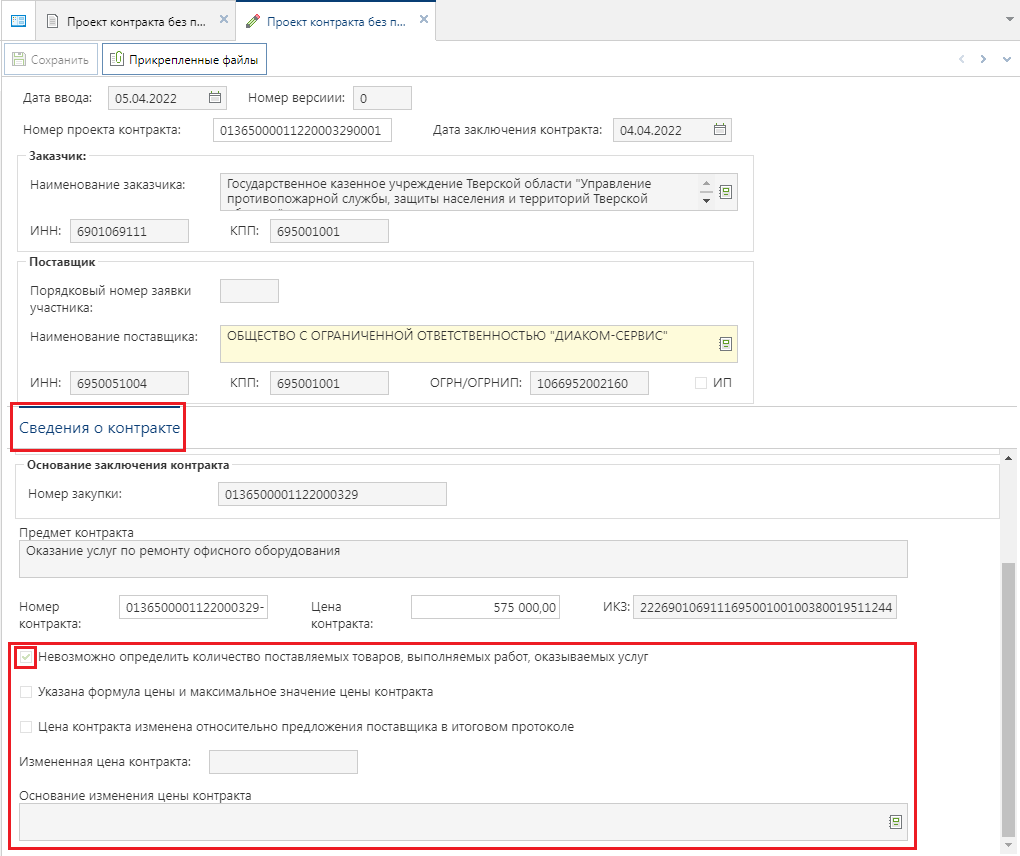 Проект контракта без п...
Проект контракта без п...
Сохранить
Прикрепленные файлы
Дата ввода: 05.04.2022 Номер версиии: 0
Номер проекта контракта: 01365000011220003290001 Дата заключения контракта: 04.04.2022
Заказчик:
Наименование заказчика: Государственное казенное учреждение Тверской области "Управление
противопожарной службы, защиты населения и территорий Тверской
ИНН: 6901069111 КПП: 695001001
Поставщик
Порядковый номер заявки
участника:
Наименование поставщика: ОБЩЕСТВО С ОГРАНИЧЕННОЙ ОТВЕТСТВЕННОСТЬЮ "ДИАКОМ-СЕРВИС"
ИНН: 6950051004 КПП: 695001001 ОГРН/ОГРНИП: 1066952002160 ИП
Сведения о контракте
Основание заключения контракта
Номер закупки: 0136500001122000329
Предмет контракта
Оказание услуг по ремонту офисного оборудования
Номер
контракта: 0136500001122000329-
Цена
контракта: 575 000,00
ИКЗ: 222690106911169500100100380019511244
Невозможно определить количество поставляемых товаров, выполняемых работ, оказываемых услуг
Указана формула цены и максимальное значение цены контракта
Цена контракта изменена относительно предложения поставщика в итоговом протоколе
Измененная цена контракта:
Основание изменения цены контракта